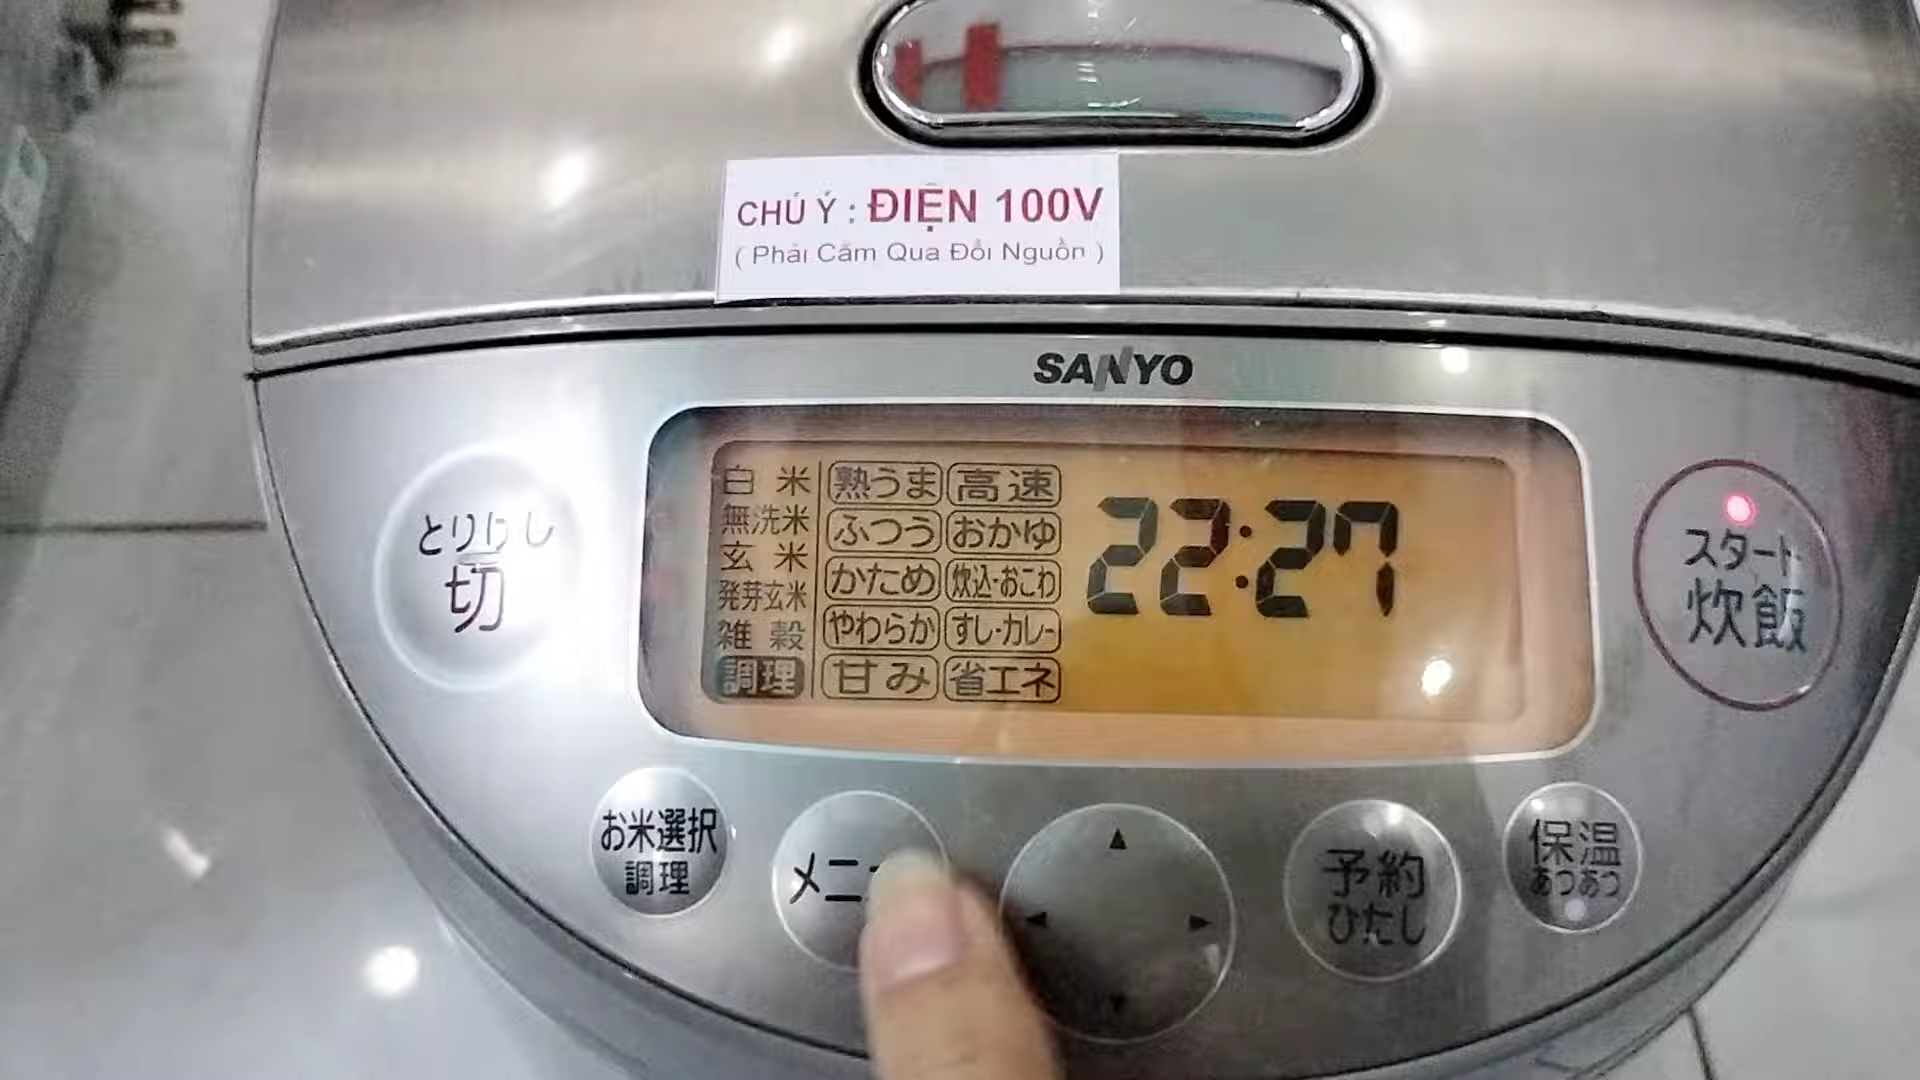 CHÚ Ý : ĐIỆN 100V
( Phải Cắm Qua Đổi Nguồn )
SANYO
白米 熟うま 高速
無洗米 ふつう おかゆ
玄米 かため 炊込・おこわ
発芽玄米
雑穀 やわらか すし・カレー
調理 甘み 省エネ
22:27
とりけし
切
スタート
炊飯
お米選択
調理
メニ
予約
ひたし
保温
あつあつ